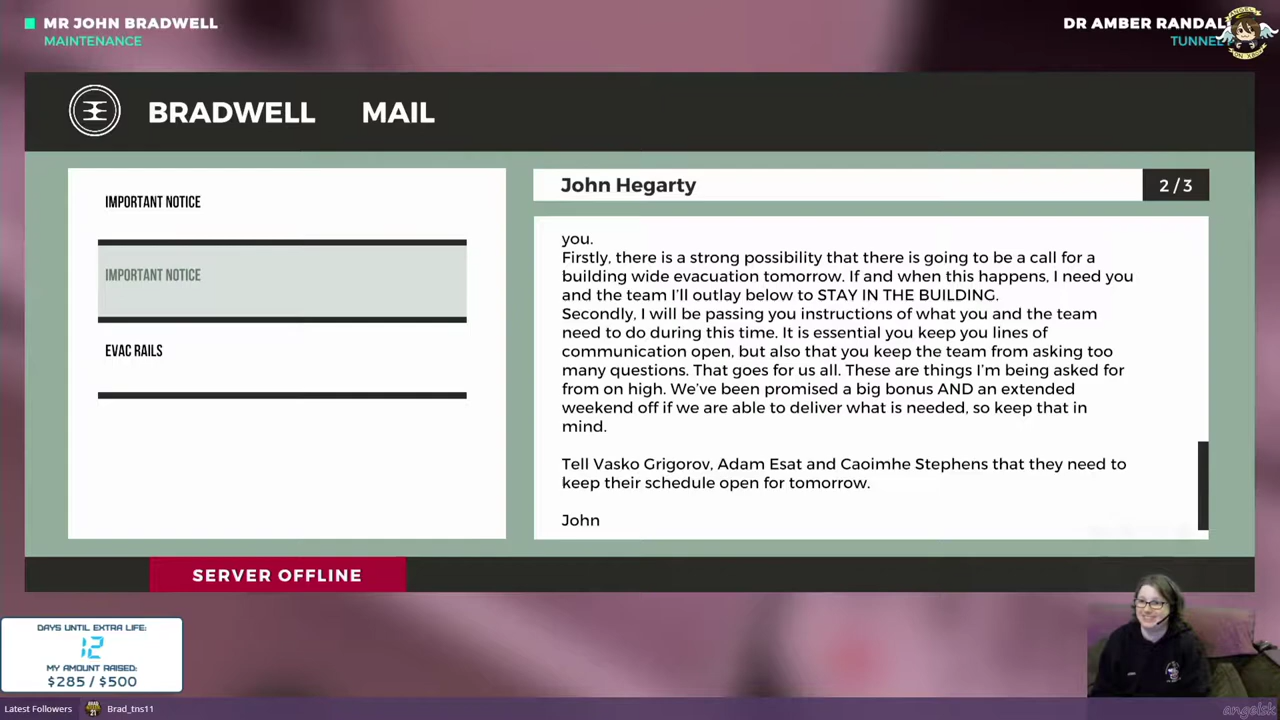 MR JOHN BRADWELL
MAINTENANCE
DR AMBER RANDAL
TUNNEL
BRADWELL MAIL
IMPORTANT NOTICE
IMPORTANT NOTICE
EVAC RAILS
John Hegarty
2 / 3
you.
Firstly, there is a strong possibility that there is going to be a call for a
building wide evacuation tomorrow. If and when this happens, I need you
and the team I'll outlay below to STAY IN THE BUILDING.
Secondly, I will be passing you instructions of what you and the team
need to do during this time. It is essential you keep you lines of
communication open, but also that you keep the team from asking too
many questions. That goes for us all. These are things I'm being asked for
from on high. We've been promised a big bonus AND an extended
weekend off if we are able to deliver what is needed, so keep that in
mind.
Tell Vasko Grigorov, Adam Esat and Caoimhe Stephens that they need to
keep their schedule open for tomorrow.
John
SERVER OFFLINE
DAYS UNTIL EXTRA LIFE:
12
MY AMOUNT RAISED:
$285 / $500
Latest Followers
Brad_tns11
angelsk